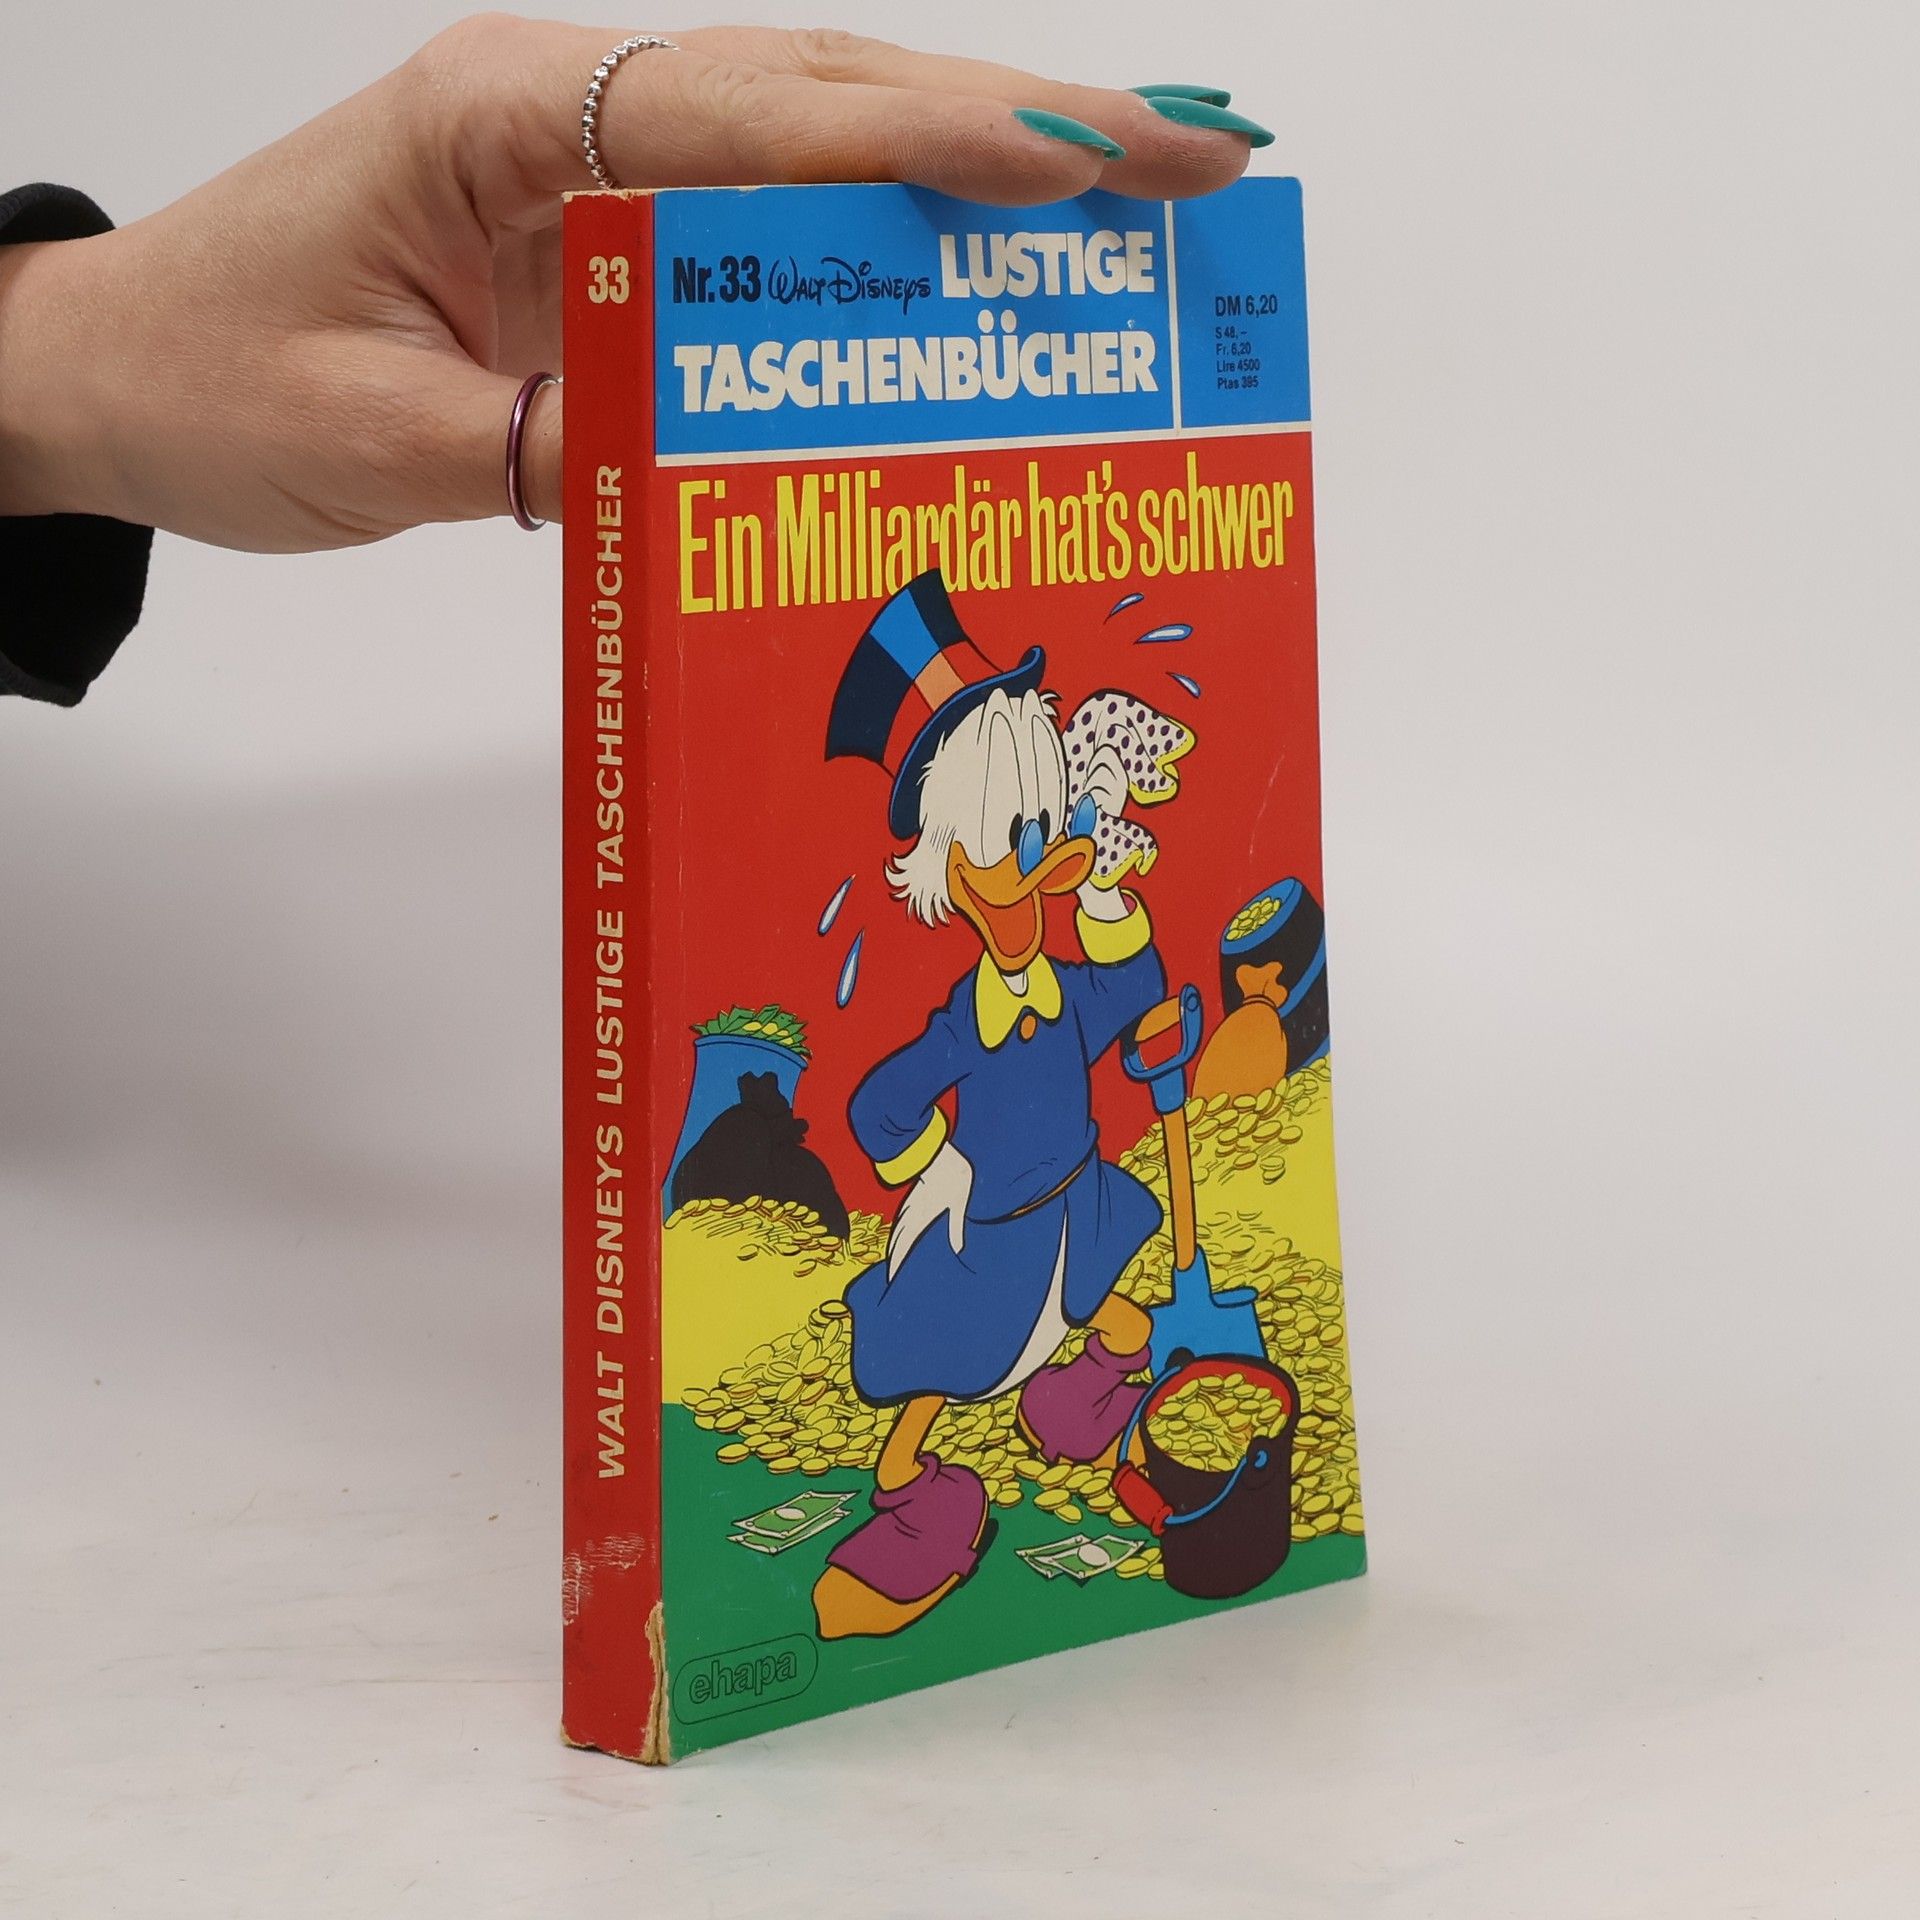 33
WALT DISNEYS LUSTIGE TASCHENBÜCHER
Nr.33 Walt Disneys LUSTIGE
TASCHENBÜCHER
DM 6,20
S 48,–
Fr. 6,20
Lire 4500
Ptas 395
Ein Milliardär hat's schwer
ehapa